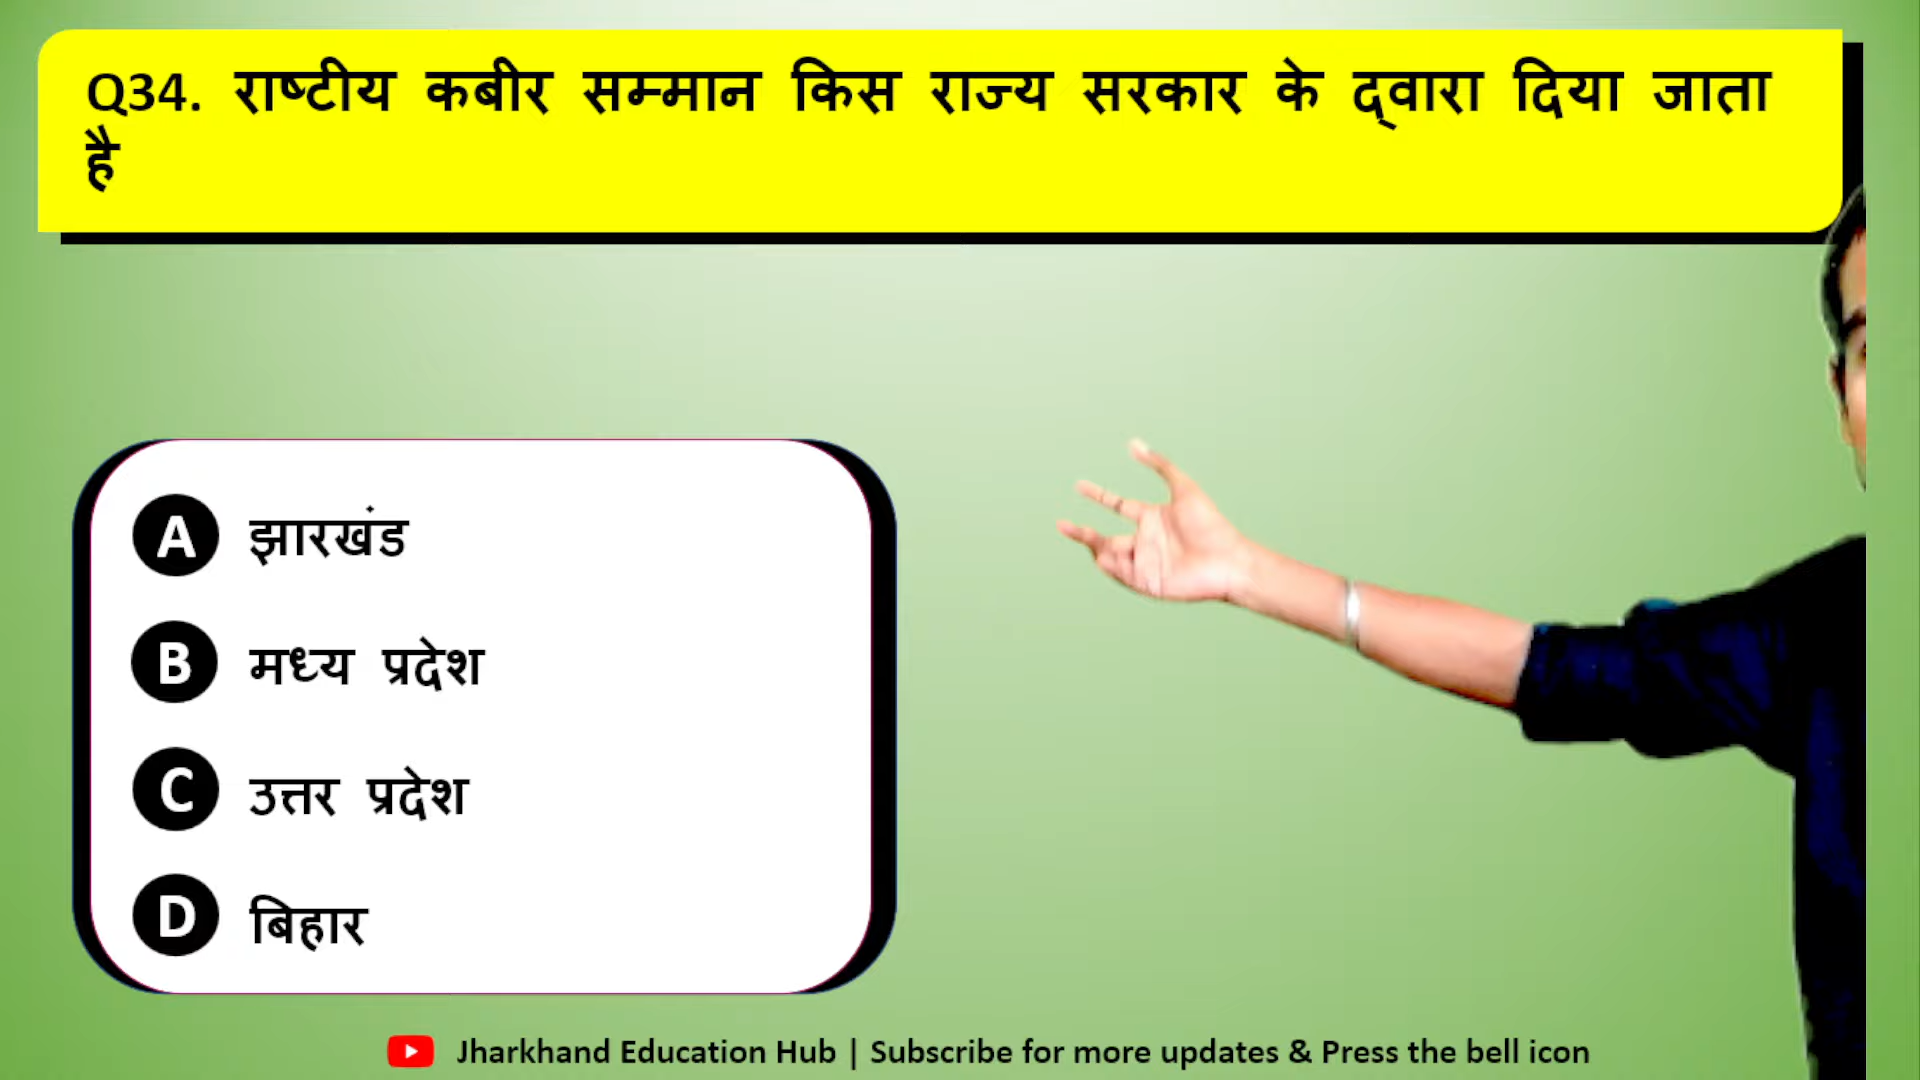 Q34. राष्टीय कबीर सम्मान किस राज्य सरकार के द्वारा दिया जाता
है
A झारखंड
B मध्य प्रदेश
C उत्तर प्रदेश
D बिहार
Jharkhand Education Hub | Subscribe for more updates & Press the bell icon